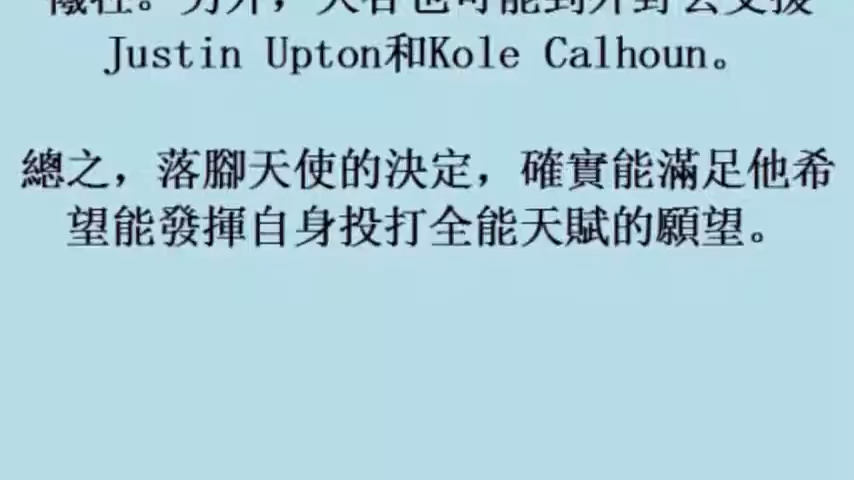 Justin Upton和Kole Calhoun。
總之，落腳天使的決定，確實能滿足他希
望能發揮自身投打全能天賦的願望。